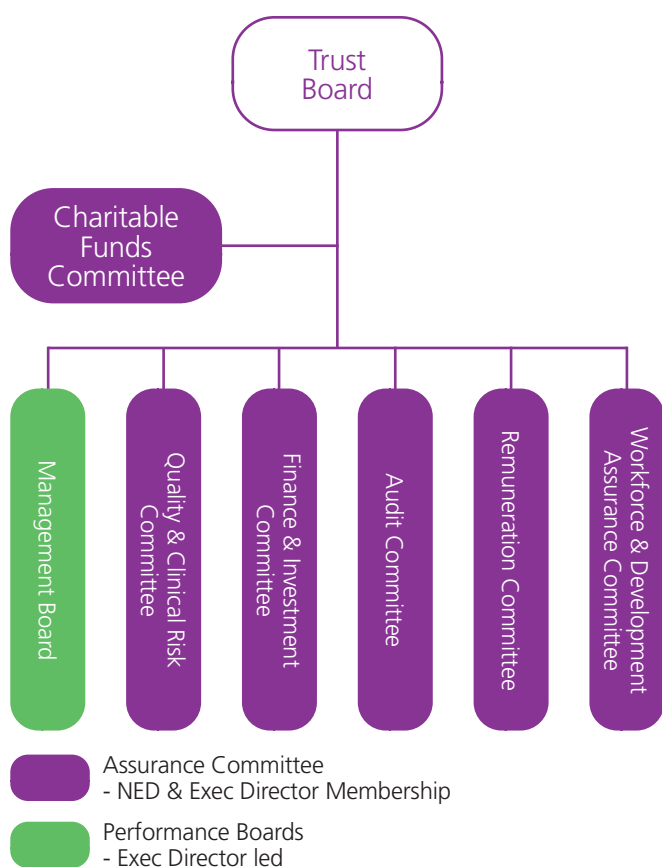 Trust
Board
Charitable
Funds
Committee
Management Board
Quality & Clinical Risk
Committee
Finance & Investment
Committee
Audit Committee
Remuneration Committee
Workforce & Development
Assurance Committee
Assurance Committee
- NED & Exec Director Membership
Performance Boards
- Exec Director led